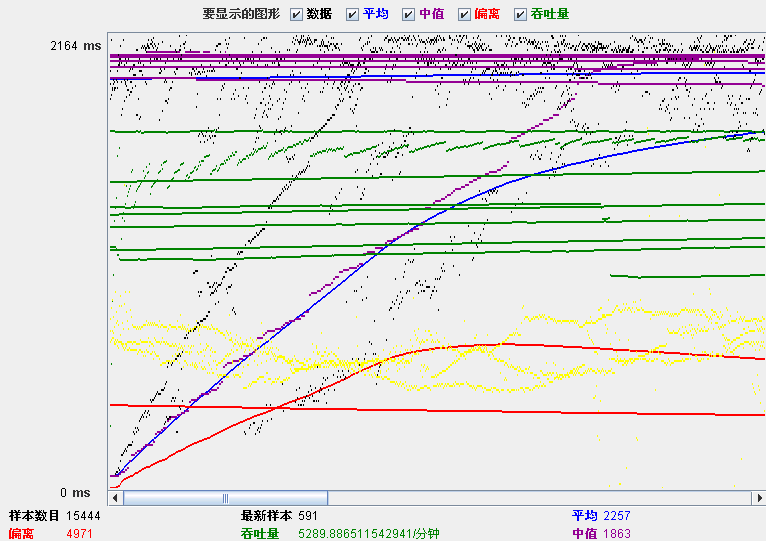 要显示的图形 数据 平均 中值 偏离 吞吐量
2164 ms
0 ms
样本数目 15444 最新样本 591 平均 2257
偏离 4971 吞吐量 5289.886511542941/分钟 中值 1863